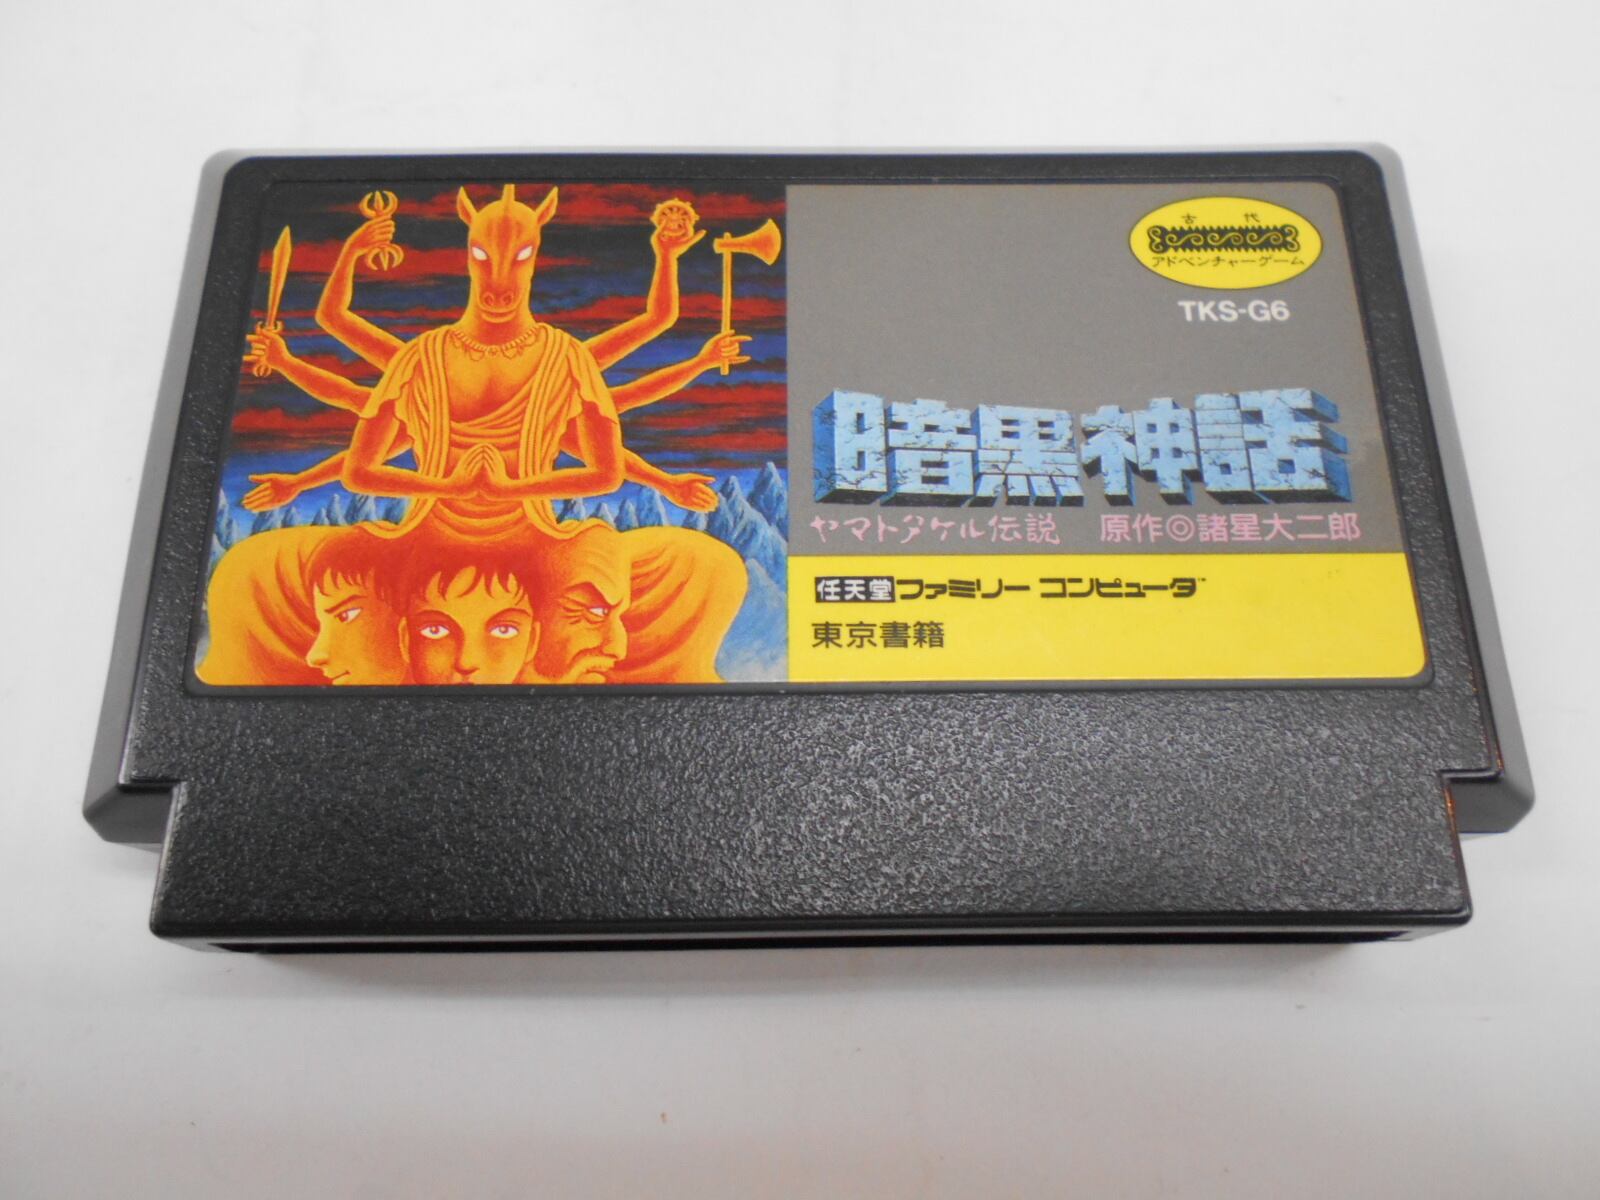 古代
アドベンチャーゲーム
TKS-G6
暗黒神話
ヤマトタケル伝説 原作◎諸星大二郎
任天堂ファミリーコンピュータ™
東京書籍